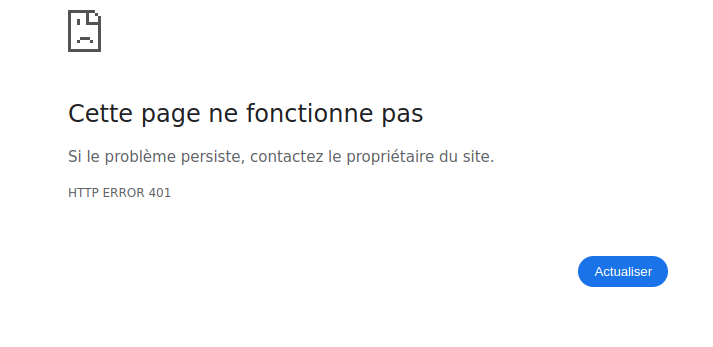 Cette page ne fonctionne pas
Si le problème persiste, contactez le propriétaire du site.
HTTP ERROR 401
Actualiser